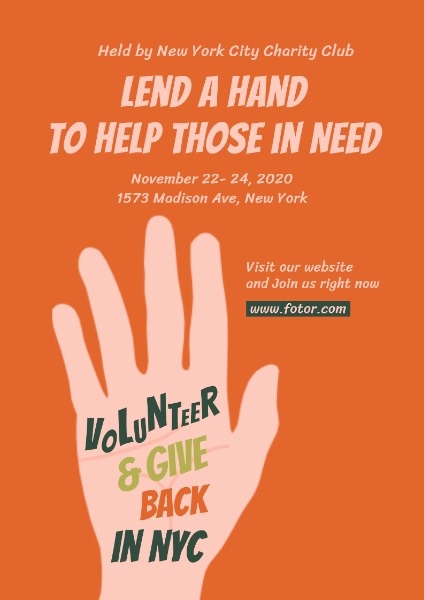 Held by New York City Charity Club
LEND A HAND
TO HELP THOSE IN NEED
November 22- 24, 2020
1573 Madison Ave, New York
Visit our website
and Join us right now
www.fotor.com
VOLUNTEER
& GIVE
BACK
IN NYC